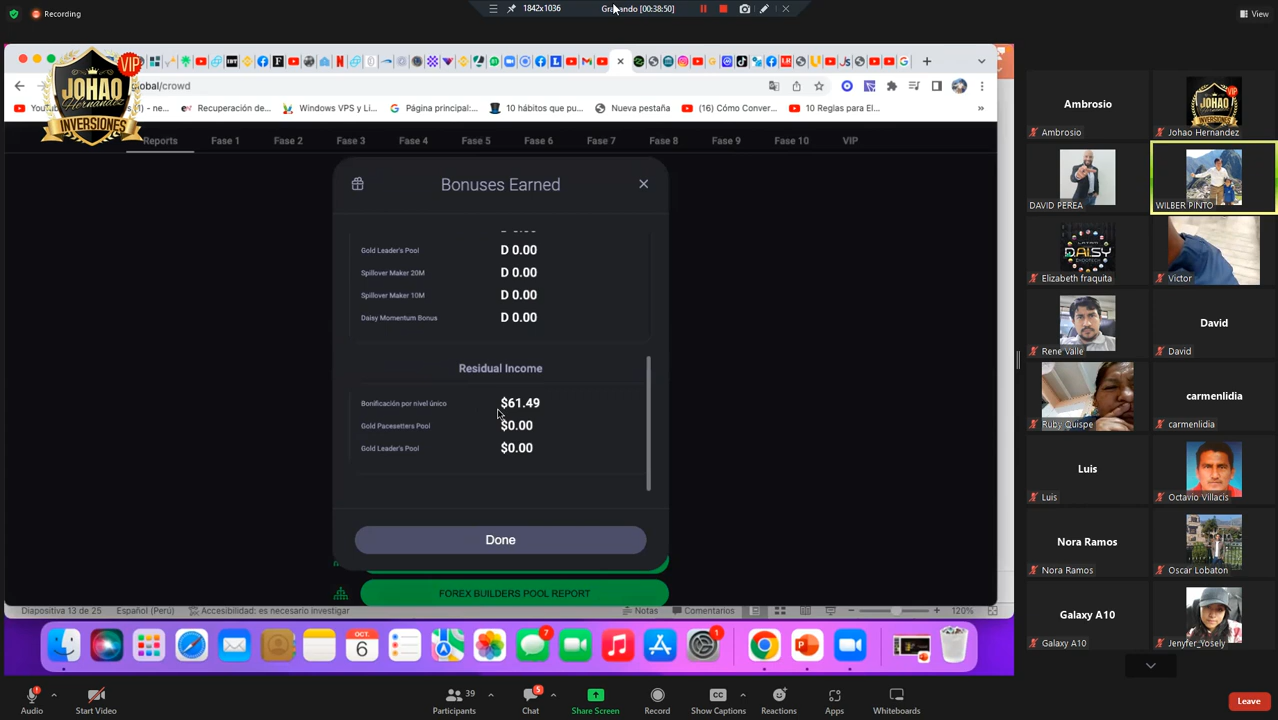 1842x1036
Grabando [00:38:50]
Recording
View
VIP
JOHAO
HERNANDEZ
INVERSIONES
lobal/crowd
Recuperación de...
Windows VPS y Li...
Página principal:...
10 hábitos que pu...
Nueva pestaña
(16) Cómo Conver...
10 Reglas para El...
Reports
Fase 1
Fase 2
Fase 3
Fase 4
Fase 5
Fase 6
Fase 7
Fase 8
Fase 9
Fase 10
VIP
Bonuses Earned
Gold Leader's Pool D 0.00
Spillover Maker 20M D 0.00
Spillover Maker 10M D 0.00
Daisy Momentum Bonus D 0.00
Residual Income
Bonificación por nivel único $61.49
Gold Pacesetters Pool $0.00
Gold Leader's Pool $0.00
Done
FOREX BUILDERS POOL REPORT
Diapositiva 13 de 25
Español (Perú)
Accesibilidad: es necesario investigar
Notas
Comentarios
120%
OCT.
6
7
1
Ambrosio
Ambrosio
Johao Hernandez
DAVID PEREA
WILBER PINTO
DAISY
Elizabeth fraquita
Victor
Rene Valle
David
David
Ruby Quispe
carmenlidia
carmenlidia
Luis
Luis
Octavio Villacis
Nora Ramos
Nora Ramos
Oscar Lobaton
Galaxy A10
Galaxy A10
Jenyfer_Yosely
Audio
Start Video
39
Participants
5
Chat
Share Screen
Record
Show Captions
Reactions
Apps
Whiteboards
Leave